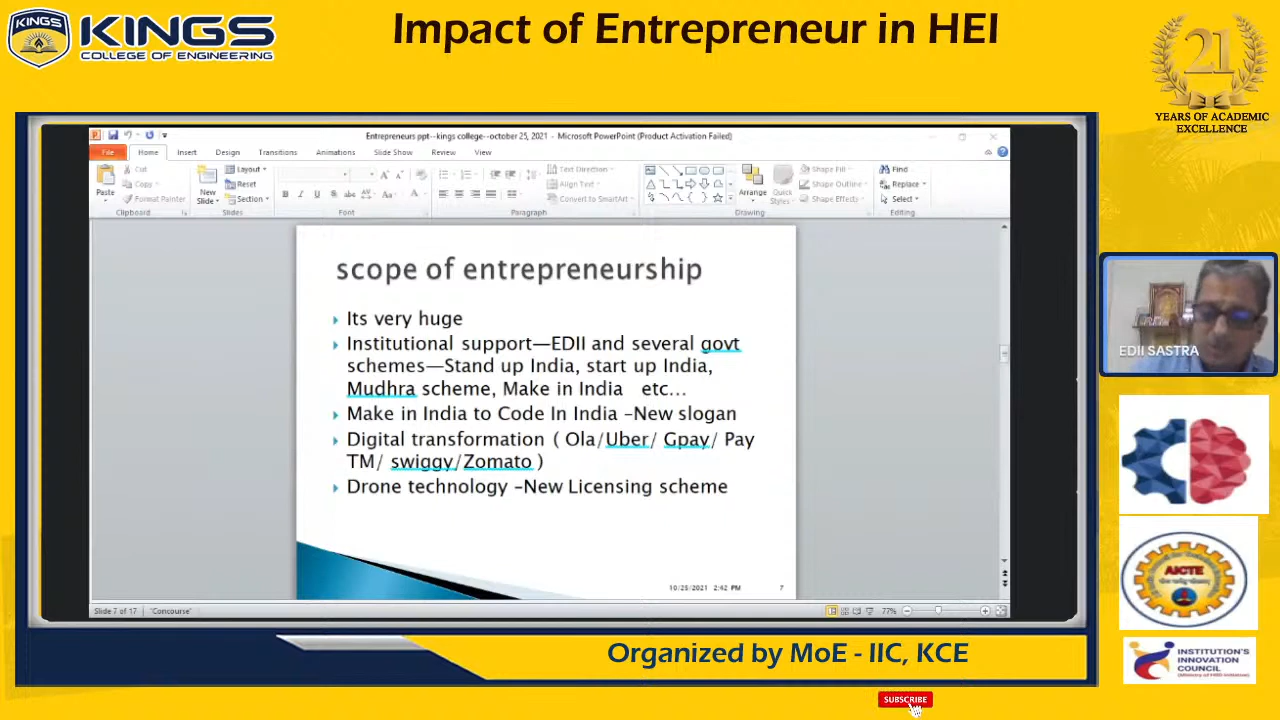 KINGS
COLLEGE OF ENGINEERING
Impact of Entrepreneur in HEI
21
YEARS OF ACADEMIC
EXCELLENCE
Entrepreneurs ppt--kings college--october 25, 2021 - Microsoft PowerPoint (Product Activation Failed)
File Home Insert Design Transitions Animations Slide Show Review View
Paste
Cut
Copy
Format Painter
Clipboard
New
Slide
Layout
Reset
Section
Slides
Font
Text Direction
Align Text
Convert to SmartArt
Paragraph
Arrange
Quick
Styles
Shape Fill
Shape Outline
Shape Effects
Drawing
Find
Replace
Select
Editing
scope of entrepreneurship
Its very huge
Institutional support—EDII and several govt
schemes—Stand up India, start up India,
Mudhra scheme, Make in India etc...
Make in India to Code In India -New slogan
Digital transformation ( Ola/Uber/ Gpay/ Pay
TM/ swiggy/Zomato )
Drone technology -New Licensing scheme
10/25/2021 2:42 PM 7
Slide 7 of 17 'Concourse' 77%
EDII SASTRA
AICTE
INSTITUTION'S
INNOVATION
COUNCIL
Organized by MoE - IIC, KCE
SUBSCRIBE